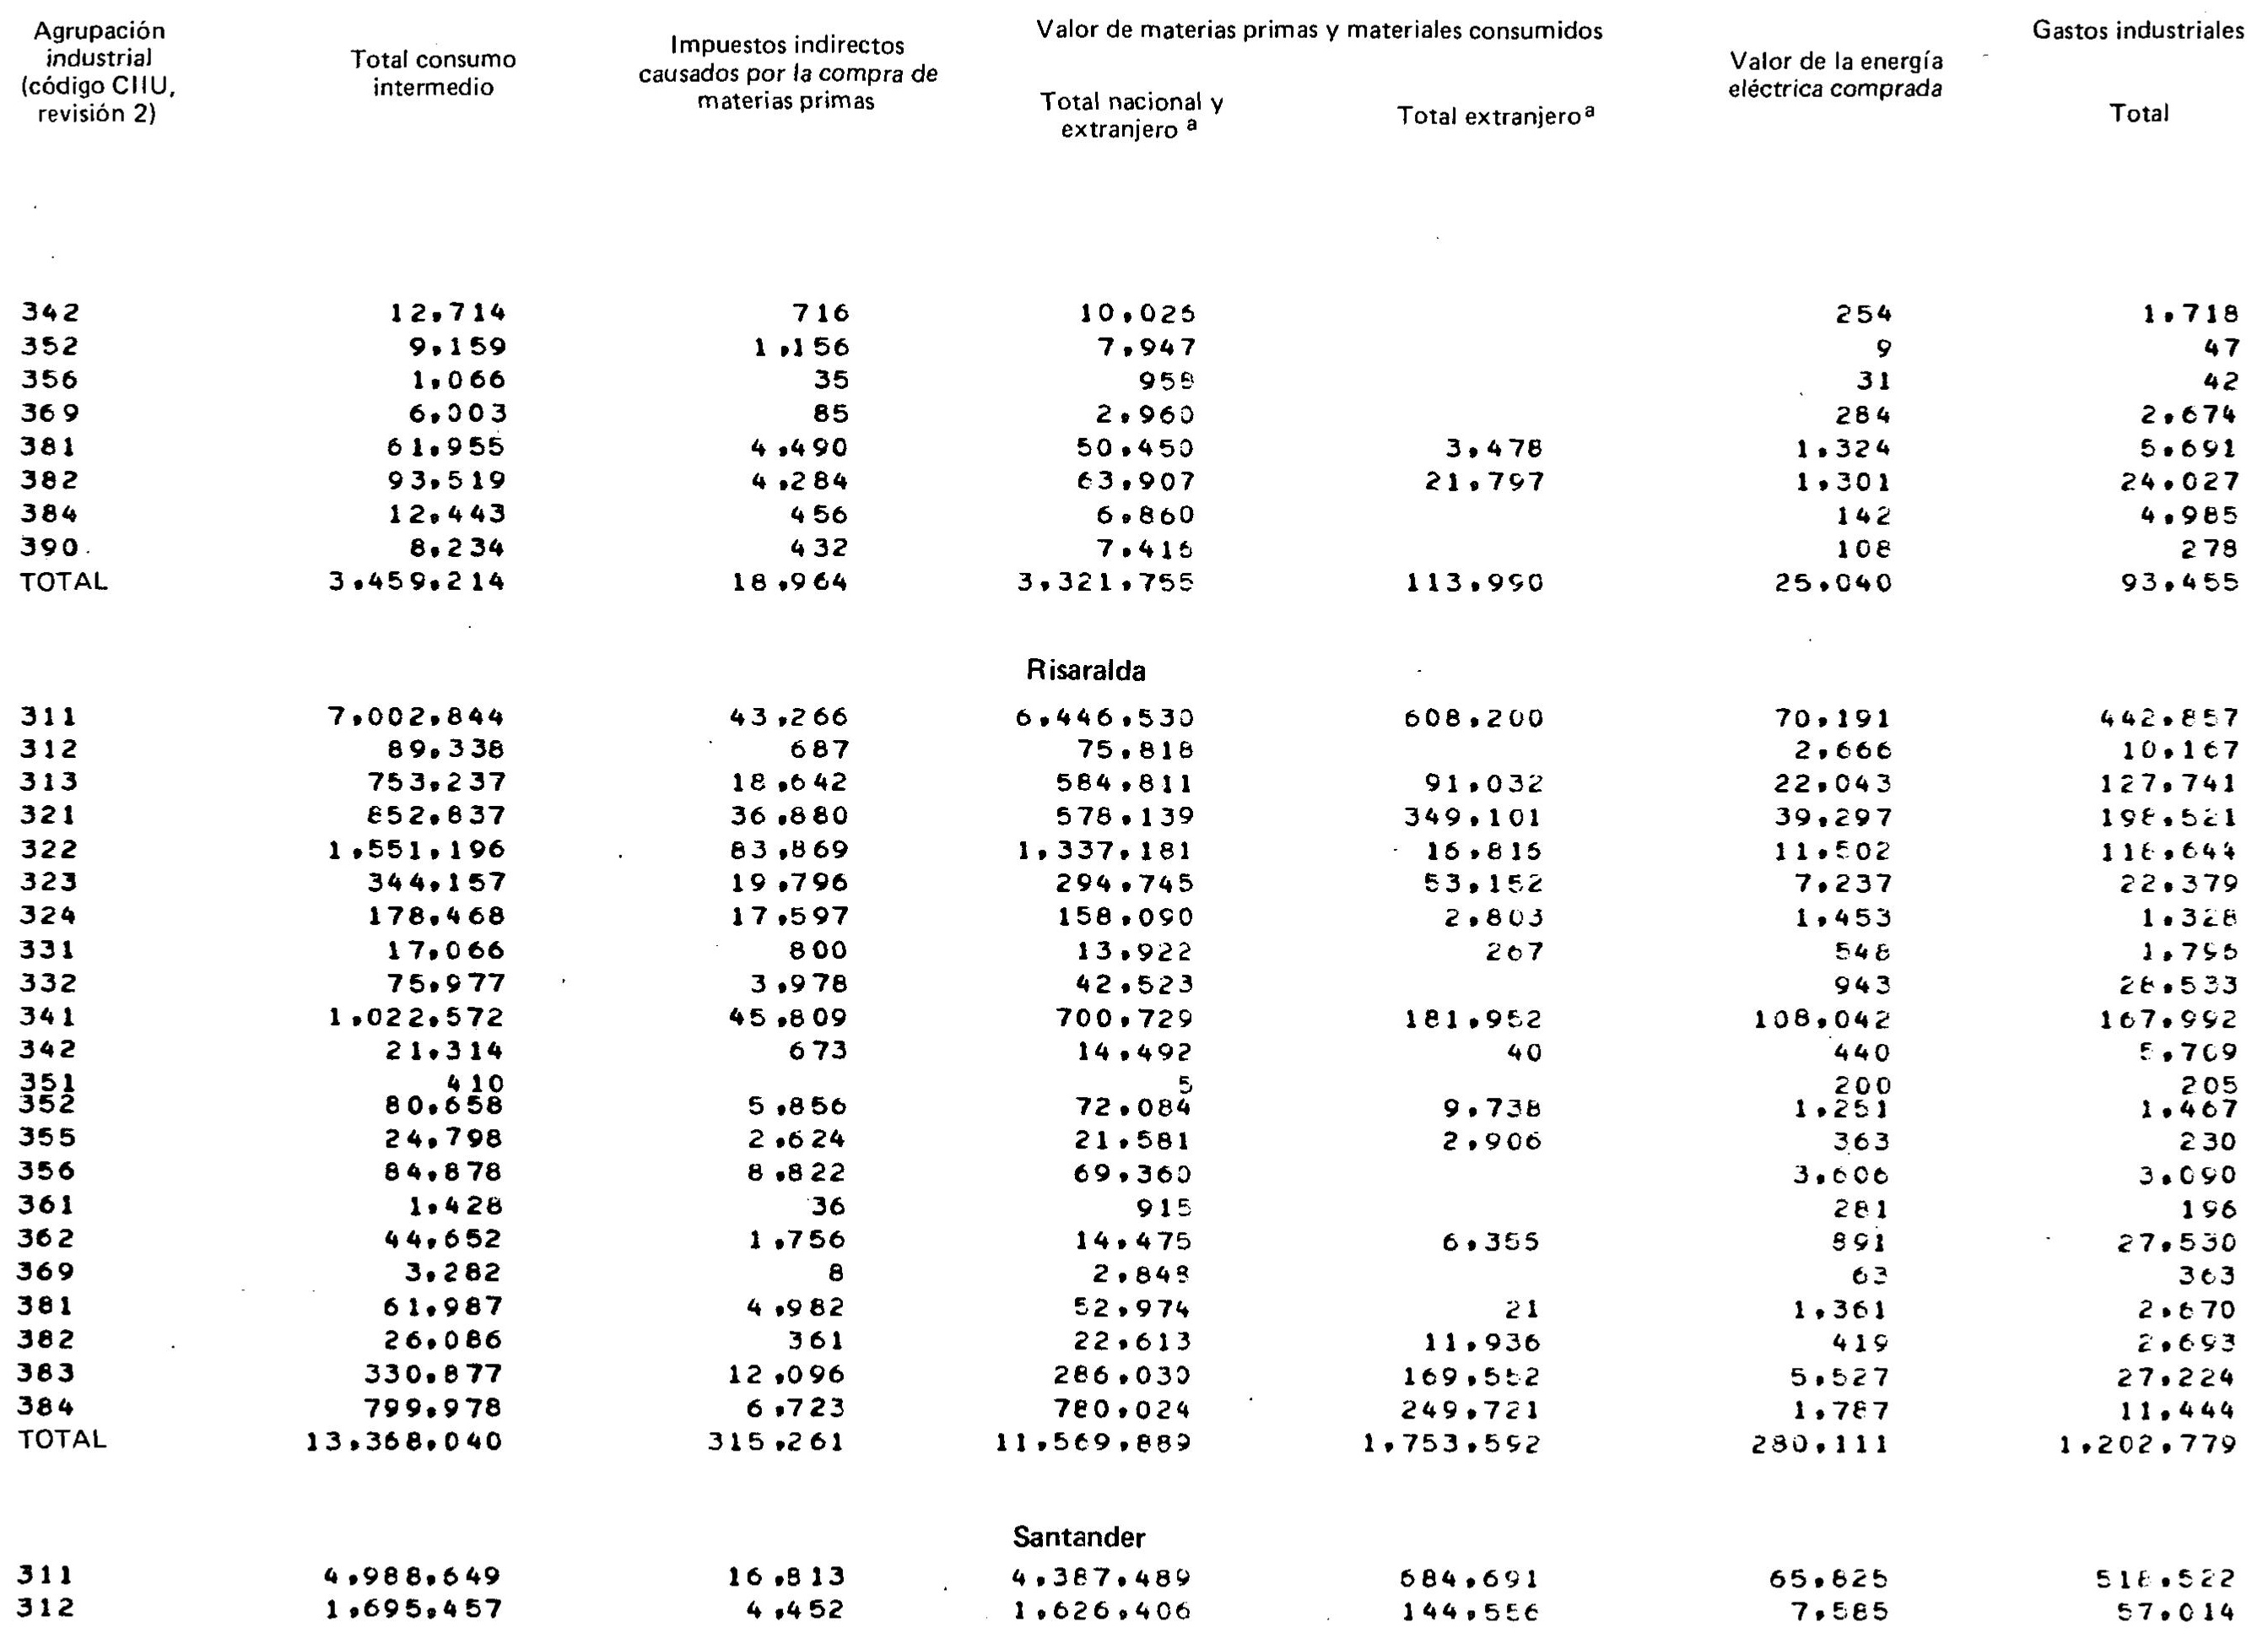 Agrupación industrial (código CIIU, revisión 2)
Total consumo intermedio
Impuestos indirectos causados por la compra de materias primas
Valor de materias primas y materiales consumidos
Total nacional y extranjero a
Total extranjero a
Valor de la energía eléctrica comprada
Gastos industriales
Total
342 12,714 716 10,026 254 1,718
352 9,159 1,156 7,947 9 47
356 1,066 35 958 31 42
369 6,003 85 2,960 284 2,674
381 61,955 4,490 50,450 3,478 1,324 5,691
382 93,519 4,284 63,907 21,797 1,301 24,027
384 12,443 456 6,860 142 4,985
390 8,234 432 7,416 108 278
TOTAL 3,459,214 18,964 3,321,755 113,990 25,040 93,455
Risaralda
311 7,002,844 43,266 6,446,530 608,200 70,191 442,857
312 89,338 687 75,818 2,666 10,167
313 753,237 18,642 584,811 91,032 22,043 127,741
321 852,837 36,880 578,139 349,101 39,297 198,521
322 1,551,196 83,869 1,337,181 16,816 11,502 118,644
323 344,157 19,796 294,745 53,152 7,237 22,379
324 178,468 17,597 158,090 2,803 1,453 1,328
331 17,066 800 13,922 267 548 1,796
332 75,977 3,978 42,523 943 28,533
341 1,022,572 45,809 700,729 181,952 108,042 167,992
342 21,314 673 14,492 40 440 5,709
351 410 5 200 205
352 80,658 5,856 72,084 9,738 1,251 1,467
355 24,798 2,624 21,581 2,906 363 230
356 84,878 8,822 69,360 3,606 3,090
361 1,428 36 915 281 196
362 44,652 1,756 14,475 6,355 891 27,530
369 3,282 8 2,848 63 363
381 61,987 4,982 52,974 21 1,361 2,670
382 26,086 361 22,613 11,936 419 2,693
383 330,877 12,096 286,030 169,552 5,527 27,224
384 799,978 6,723 780,024 249,721 1,787 11,444
TOTAL 13,368,040 315,261 11,569,889 1,753,592 280,111 1,202,779
Santander
311 4,988,649 16,813 4,387,489 684,691 65,825 518,522
312 1,695,457 4,452 1,626,406 144,556 7,585 57,014